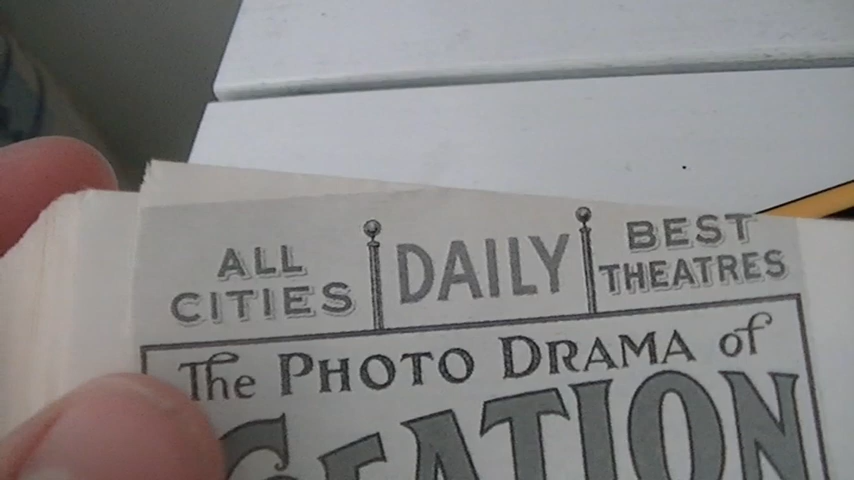 ALL
CITIES
DAILY
BEST
THEATRES
The PHOTO DRAMA of
CREATION